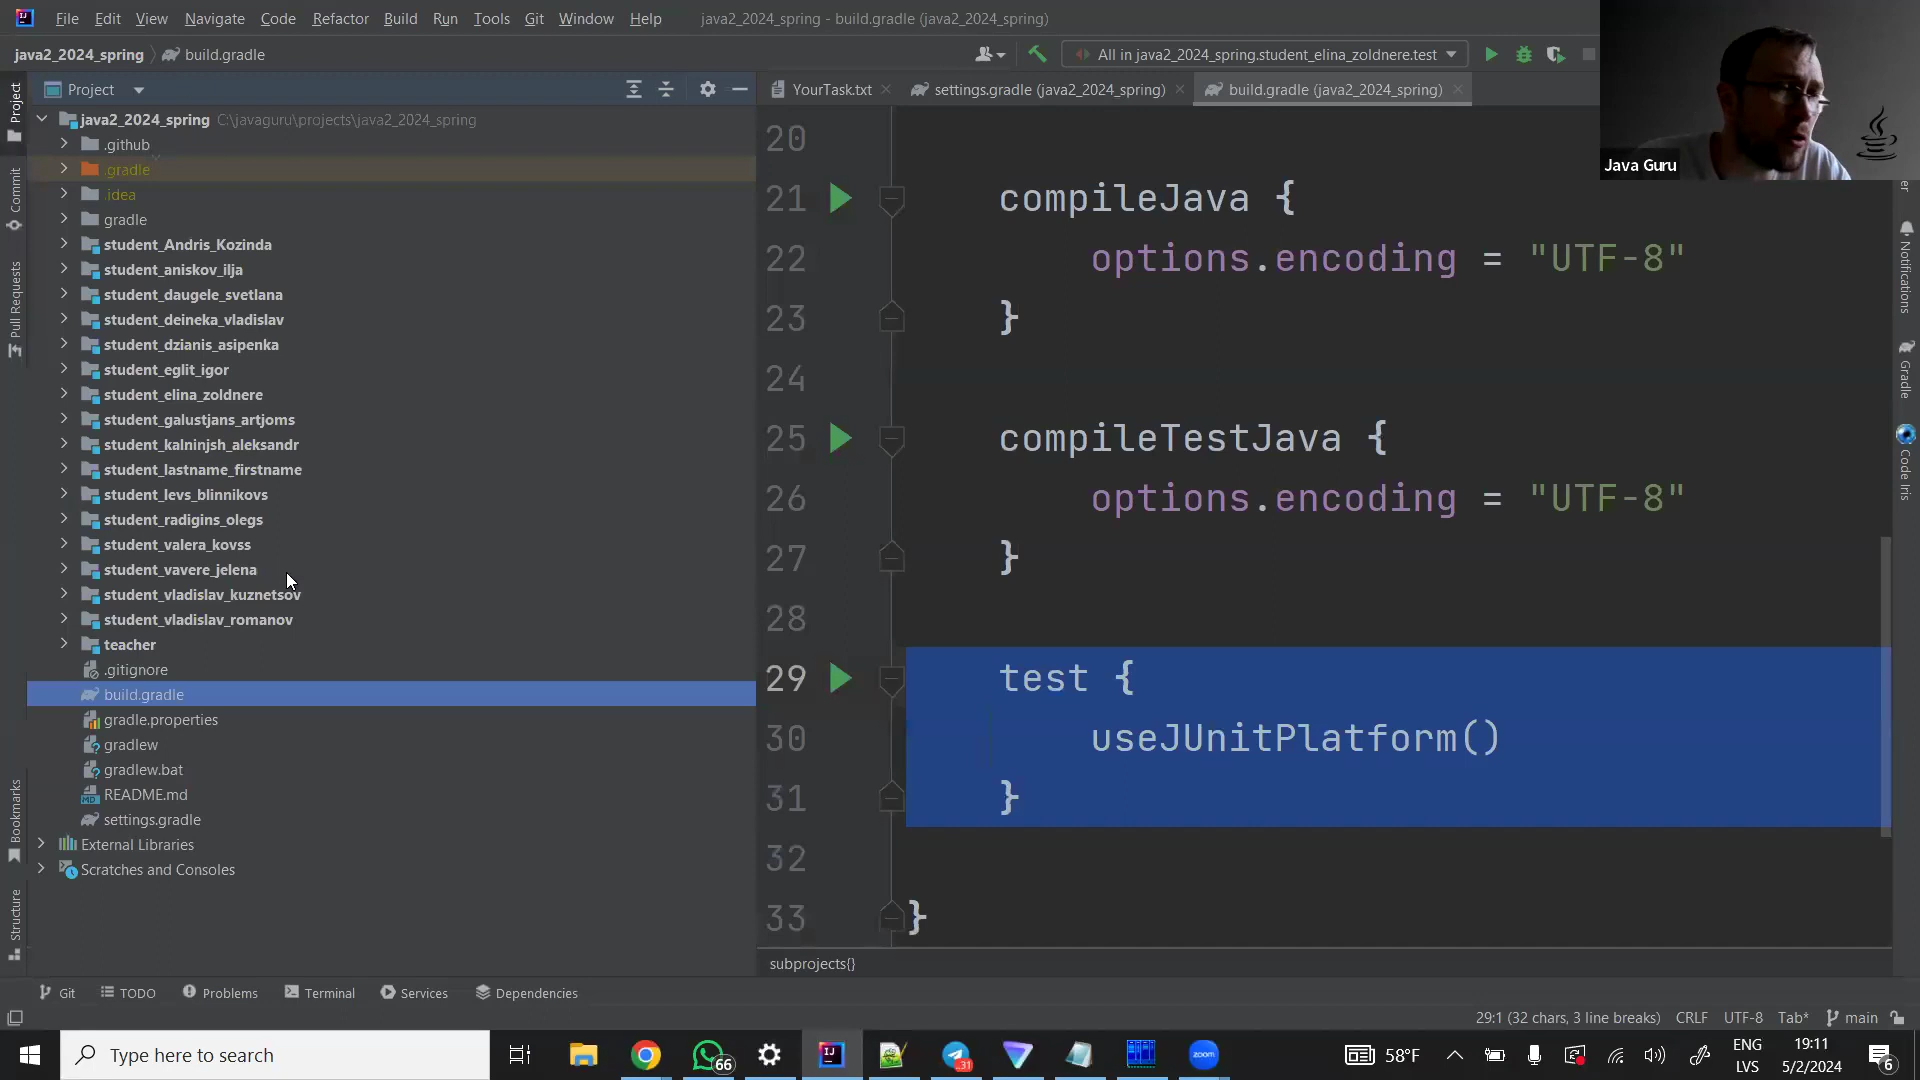 File Edit View Navigate Code Refactor Build Run Tools Git Window Help java2_2024_spring - build.gradle (java2_2024_spring)
java2_2024_spring build.gradle All in java2_2024_spring.student_elina_zoldnere.test
Project YourTask.txt settings.gradle (java2_2024_spring) build.gradle (java2_2024_spring)
java2_2024_spring C:\javaguru\projects\java2_2024_spring
.github
.gradle
.idea
gradle
student_Andris_Kozinda
student_aniskov_ilja
student_daugele_svetlana
student_deineka_vladislav
student_dzianis_asipenka
student_eglit_igor
student_elina_zoldnere
student_galustjans_artjoms
student_kalninjsh_aleksandr
student_lastname_firstname
student_levs_blinnikovs
student_radigins_olegs
student_valera_kovss
student_vavere_jelena
student_vladislav_kuznetsov
student_vladislav_romanov
teacher
.gitignore
build.gradle
gradle.properties
gradlew
gradlew.bat
README.md
settings.gradle
External Libraries
Scratches and Consoles
Project
Commit
Pull Requests
Bookmarks
Structure
20
21 compileJava {
22 options.encoding = "UTF-8"
23 }
24
25 compileTestJava {
26 options.encoding = "UTF-8"
27 }
28
29 test {
30 useJUnitPlatform()
31 }
32
33 }
subprojects{}
Java Guru
Notifications
Gradle
Code Iris
Git TODO Problems Terminal Services Dependencies
29:1 (32 chars, 3 line breaks) CRLF UTF-8 Tab* main
Type here to search 66 31 zoom 58°F ENG 19:11
LVS 5/2/2024 6